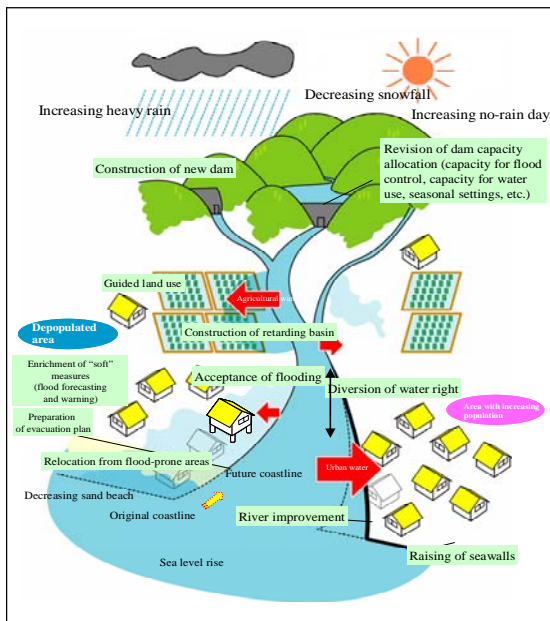 Increasing heavy rain
Decreasing snowfall
Increasing no-rain day
Construction of new dam
Revision of dam capacity
allocation (capacity for flood
control, capacity for water
use, seasonal settings, etc.)
Guided land use
Agricultural wa
Depopulated
area
Construction of retarding basin
Enrichment of “soft”
measures
(flood forecasting
and warning)
Acceptance of flooding
Diversion of water right
Preparation
of evacuation plan
Area with increasing
population
Relocation from flood-prone areas
Future coastline
Urban water
Decreasing sand beach
Original coastline
River improvement
Raising of seawalls
Sea level rise